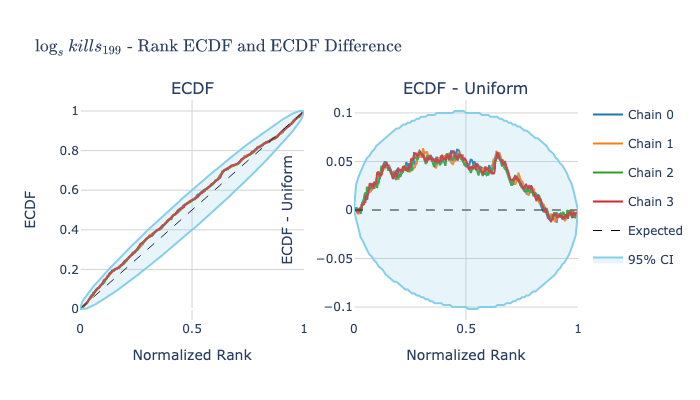 log_s kills_199 - Rank ECDF and ECDF Difference
ECDF
ECDF - Uniform
1
0.8
0.6
0.4
0.2
0
ECDF
0
0.5
1
Normalized Rank
0.1
0.05
0
−0.05
−0.1
ECDF - Uniform
0
0.5
1
Normalized Rank
Chain 0
Chain 1
Chain 2
Chain 3
Expected
95% CI